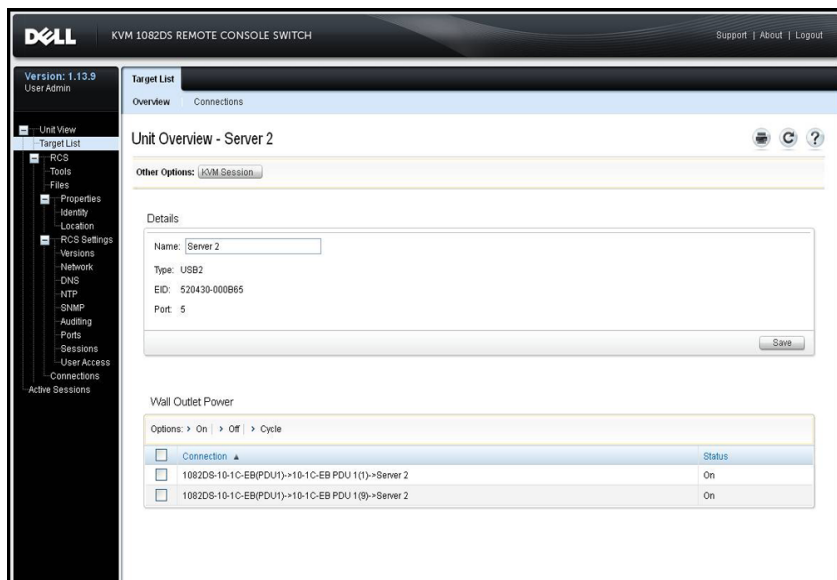 DELL
KVM 1082DS REMOTE CONSOLE SWITCH
Support | About | Logout
Version: 1.13.9
User Admin
Unit View
Target List
RCS
Tools
Files
Properties
Identity
Location
RCS Settings
Versions
Network
DNS
NTP
SNMP
Auditing
Ports
Sessions
User Access
Connections
Active Sessions
Target List
Overview Connections
Unit Overview - Server 2
Other Options: KVM Session
Details
Name: Server 2
Type: USB2
EID: 520430-000B65
Port: 5
Save
Wall Outlet Power
Options: > On | > Off | > Cycle
Connection Status
1082DS-10-1C-EB(PDU1)->10-1C-EB PDU 1(1)->Server 2 On
1082DS-10-1C-EB(PDU1)->10-1C-EB PDU 1(9)->Server 2 On